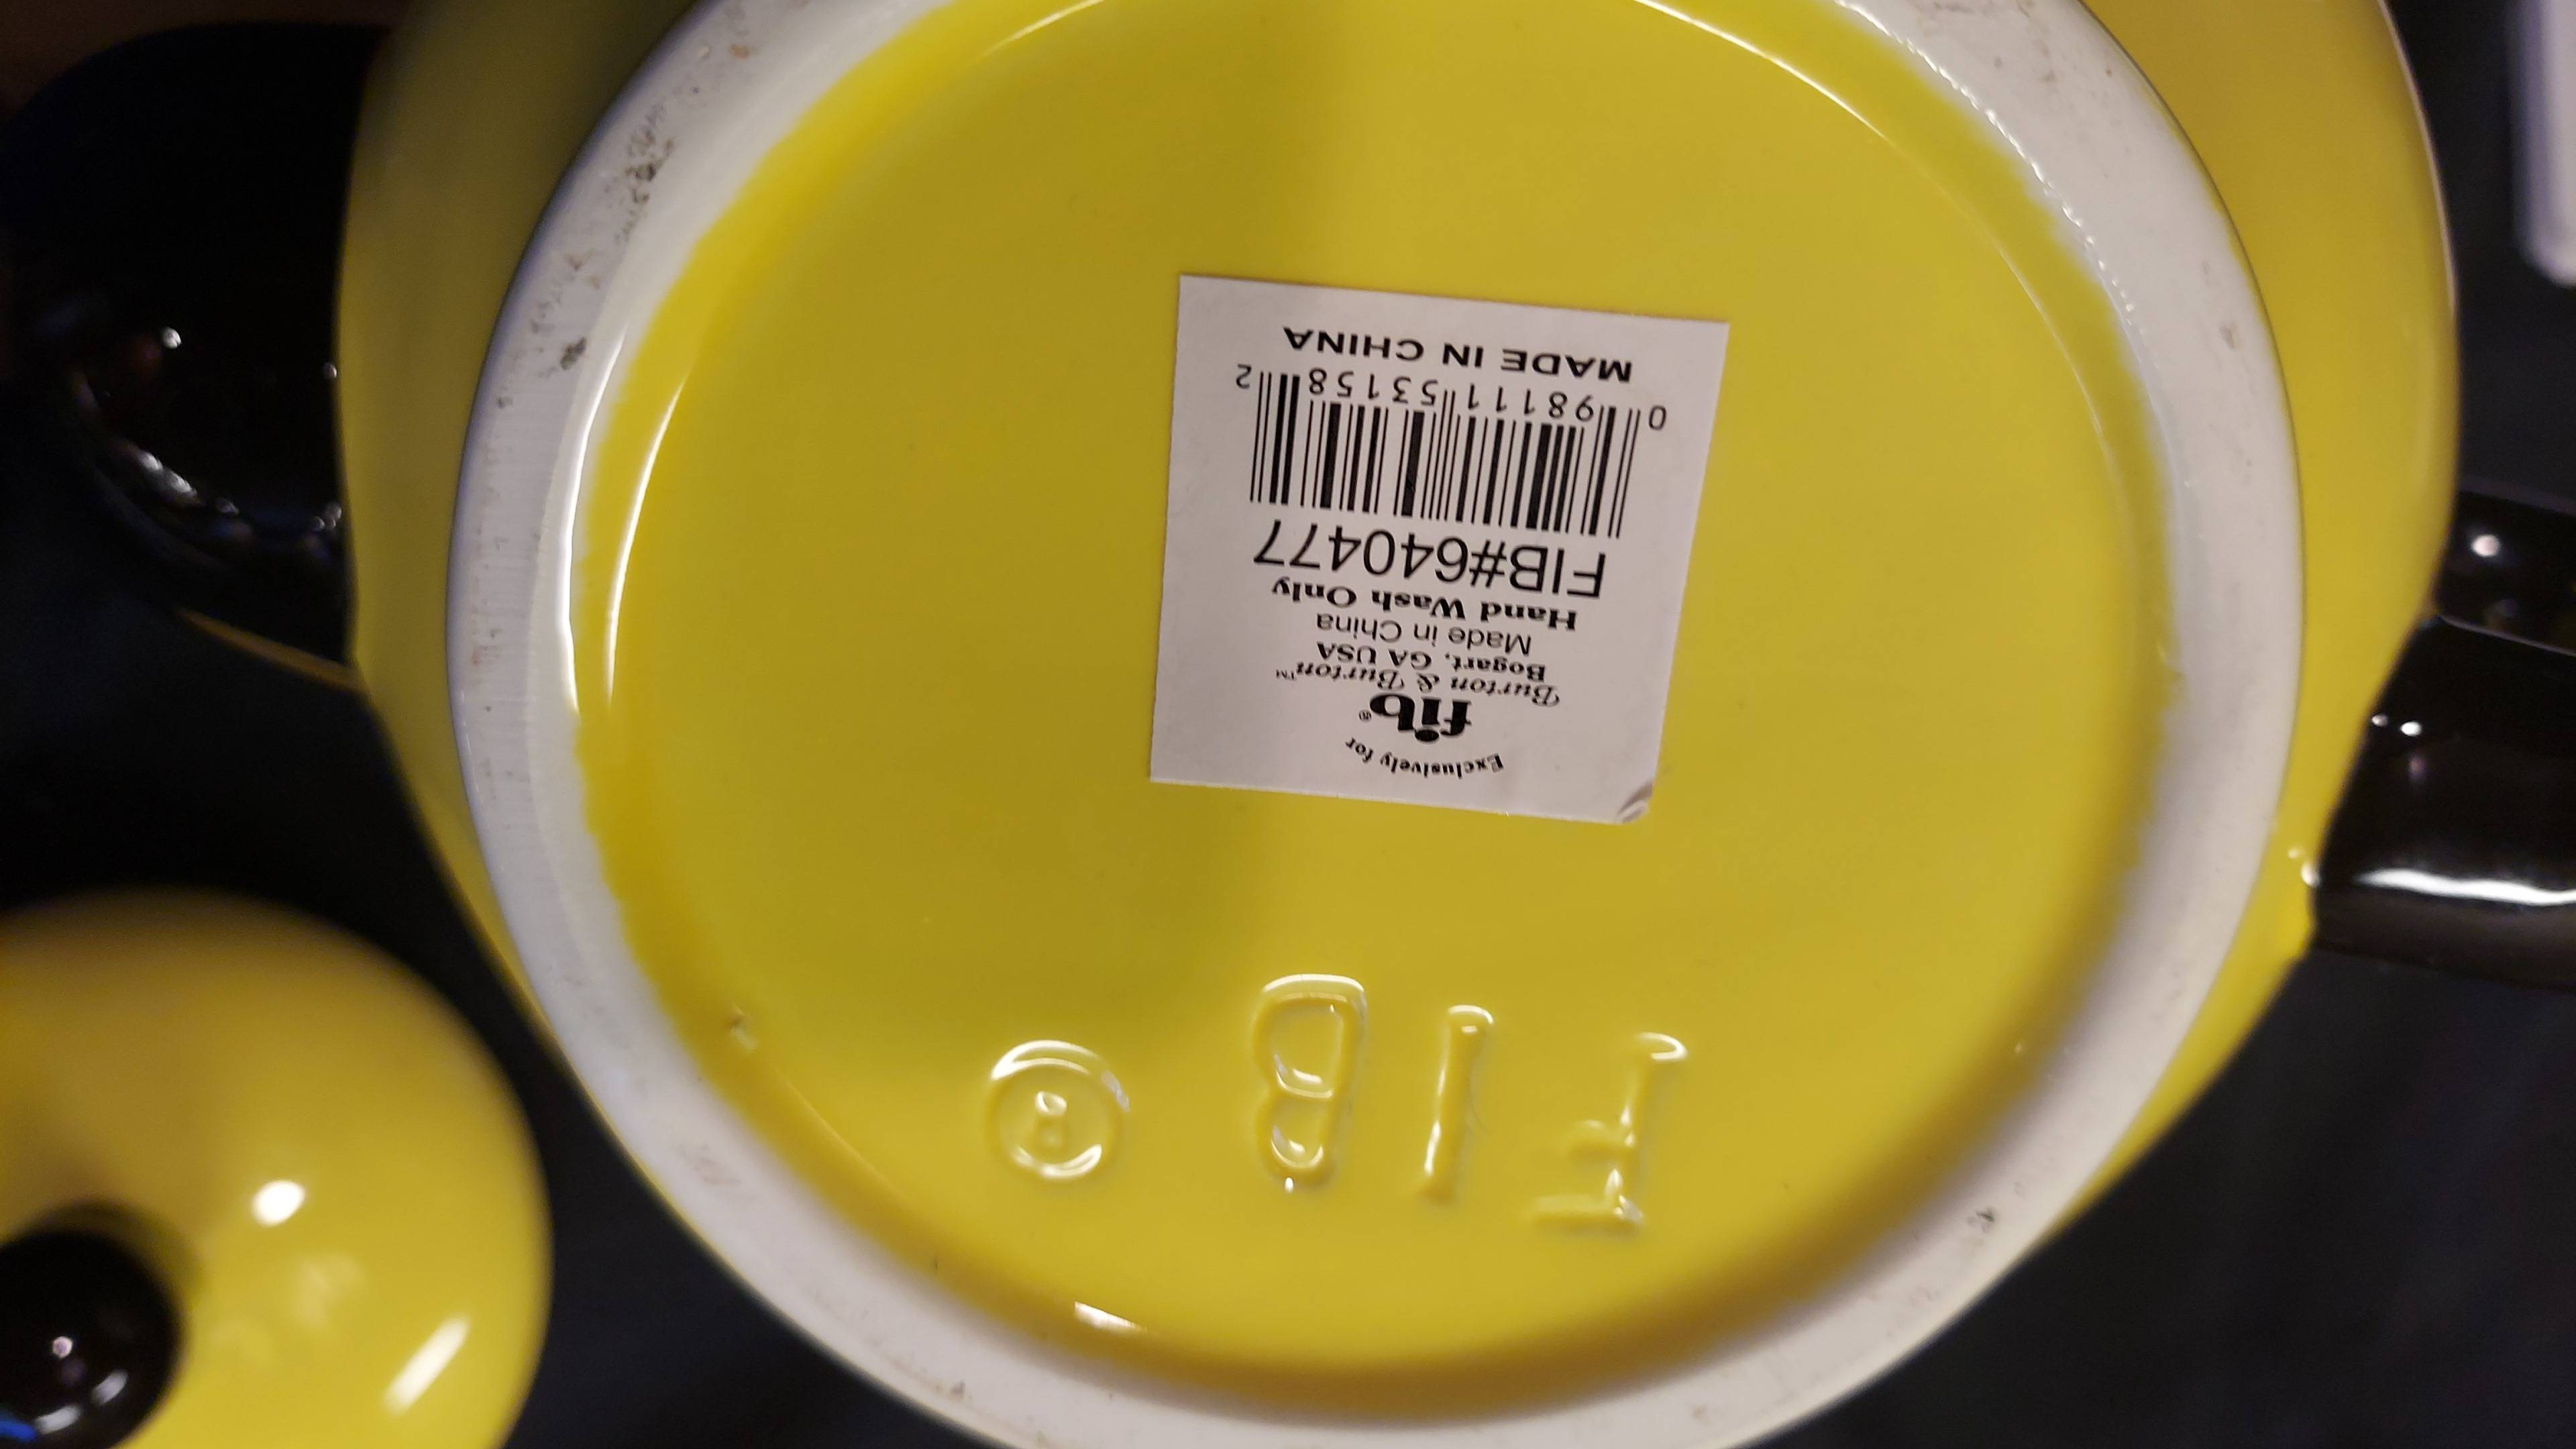 Exclusively for
fib®
Burton & Burton™
Bogart, GA USA
Made in China
Hand Wash Only
FIB#640477
0 98111 53158 2
MADE IN CHINA
FIB ®